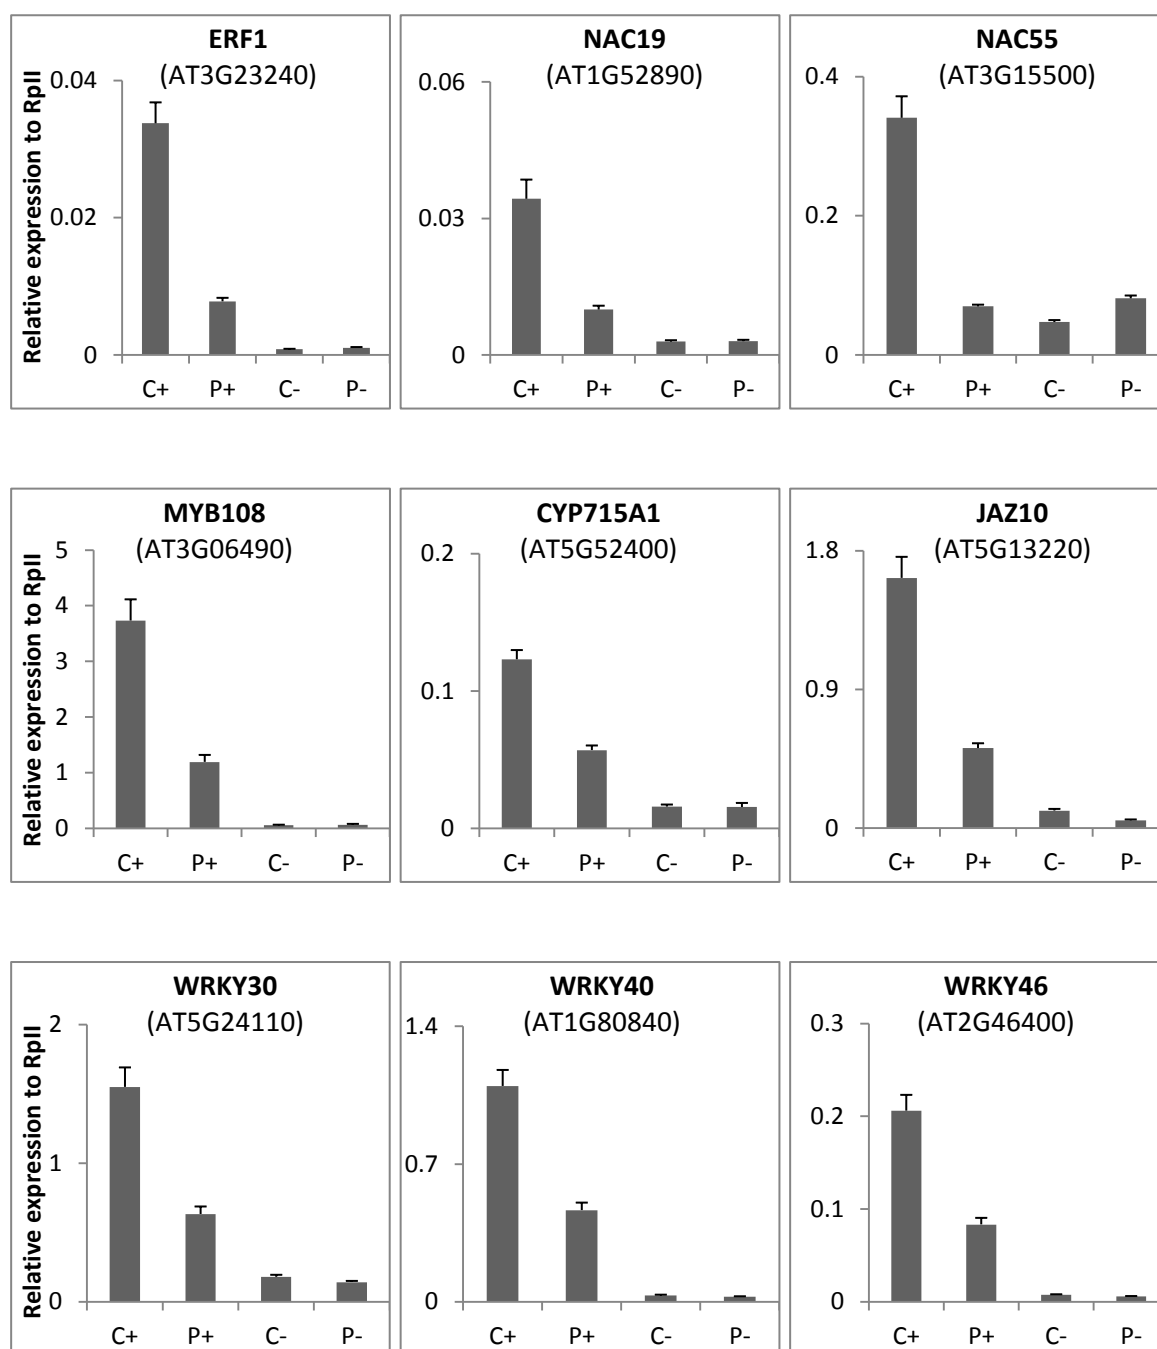 ERF1
(AT3G23240)
Relative expression to RpII
0.04
0.02
0
C+ P+ C- P-
NAC19
(AT1G52890)
0.06
0.03
0
C+ P+ C- P-
NAC55
(AT3G15500)
0.4
0.2
0
C+ P+ C- P-
MYB108
(AT3G06490)
Relative expression to RpII
5
4
3
2
1
0
C+ P+ C- P-
CYP715A1
(AT5G52400)
0.2
0.1
0
C+ P+ C- P-
JAZ10
(AT5G13220)
1.8
0.9
0
C+ P+ C- P-
WRKY30
(AT5G24110)
Relative expression to RpII
2
1
0
C+ P+ C- P-
WRKY40
(AT1G80840)
1.4
0.7
0
C+ P+ C- P-
WRKY46
(AT2G46400)
0.3
0.2
0.1
0
C+ P+ C- P-